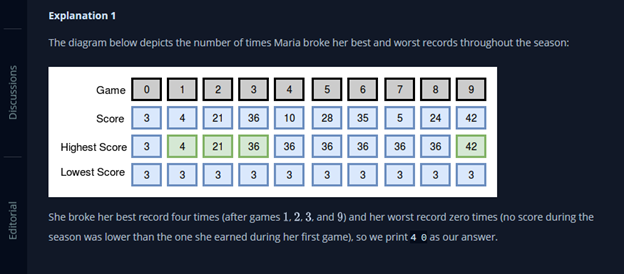 Explanation 1
The diagram below depicts the number of times Maria broke her best and worst records throughout the season:
Discussions
Game 0 1 2 3 4 5 6 7 8 9
Score 3 4 21 36 10 28 35 5 24 42
Highest Score 3 4 21 36 36 36 36 36 36 42
Lowest Score 3 3 3 3 3 3 3 3 3 3
Editorial
She broke her best record four times (after games 1, 2, 3, and 9) and her worst record zero times (no score during the
season was lower than the one she earned during her first game), so we print 4 0 as our answer.